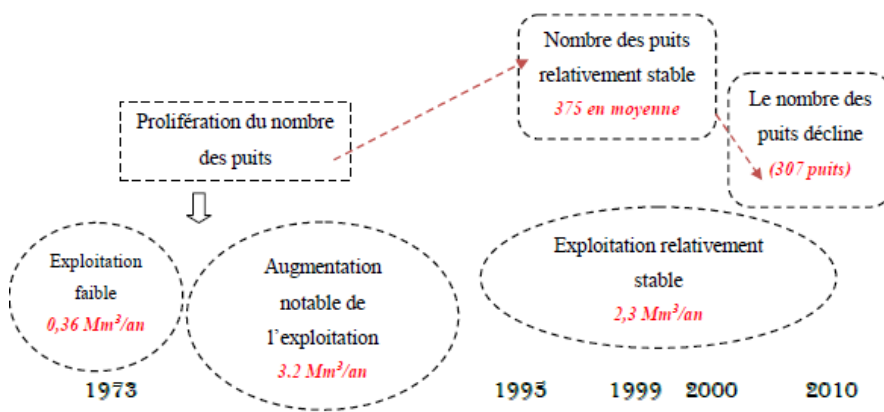 Nombre des puits
relativement stable
375 en moyenne
Le nombre des
puits décline
(307 puits)
Prolifération du nombre
des puits
Exploitation
faible
0,36 Mm³/an
Augmentation
notable de
l'exploitation
3.2 Mm³/an
Exploitation relativement
stable
2,3 Mm³/an
1973
1995
1999
2000
2010